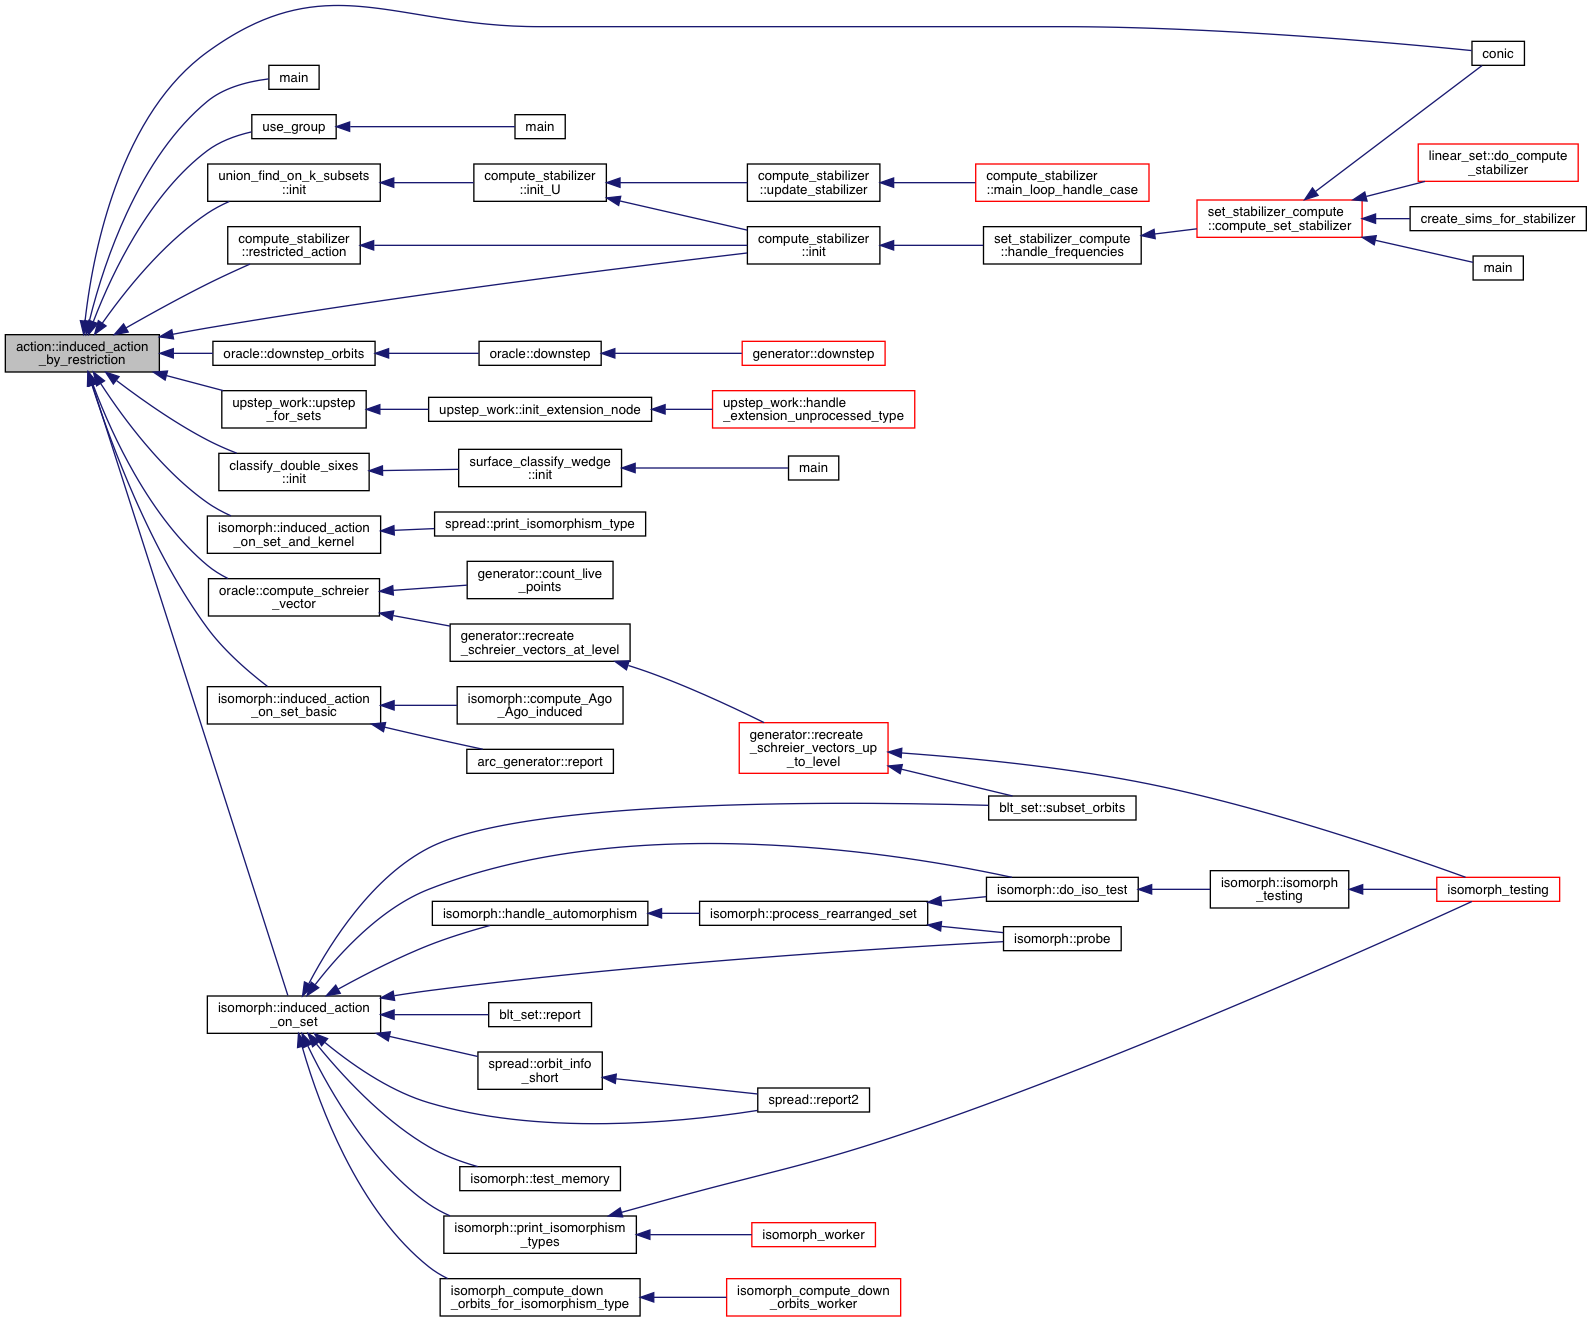 conic
main
use_group
main
union_find_on_k_subsets
::init
compute_stabilizer
::init_U
compute_stabilizer
::update_stabilizer
compute_stabilizer
::main_loop_handle_case
linear_set::do_compute
_stabilizer
set_stabilizer_compute
::compute_set_stabilizer
create_sims_for_stabilizer
compute_stabilizer
::restricted_action
compute_stabilizer
::init
set_stabilizer_compute
::handle_frequencies
main
action::induced_action
_by_restriction
oracle::downstep_orbits
oracle::downstep
generator::downstep
upstep_work::upstep
_for_sets
upstep_work::init_extension_node
upstep_work::handle
_extension_unprocessed_type
classify_double_sixes
::init
surface_classify_wedge
::init
main
isomorph::induced_action
_on_set_and_kernel
spread::print_isomorphism_type
oracle::compute_schreier
_vector
generator::count_live
_points
generator::recreate
_schreier_vectors_at_level
isomorph::induced_action
_on_set_basic
isomorph::compute_Ago
_Ago_induced
arc_generator::report
generator::recreate
_schreier_vectors_up
_to_level
blt_set::subset_orbits
isomorph::do_iso_test
isomorph::isomorph
_testing
isomorph_testing
isomorph::handle_automorphism
isomorph::process_rearranged_set
isomorph::probe
isomorph::induced_action
_on_set
blt_set::report
spread::orbit_info
_short
spread::report2
isomorph::test_memory
isomorph::print_isomorphism
_types
isomorph_worker
isomorph_compute_down
_orbits_for_isomorphism_type
isomorph_compute_down
_orbits_worker